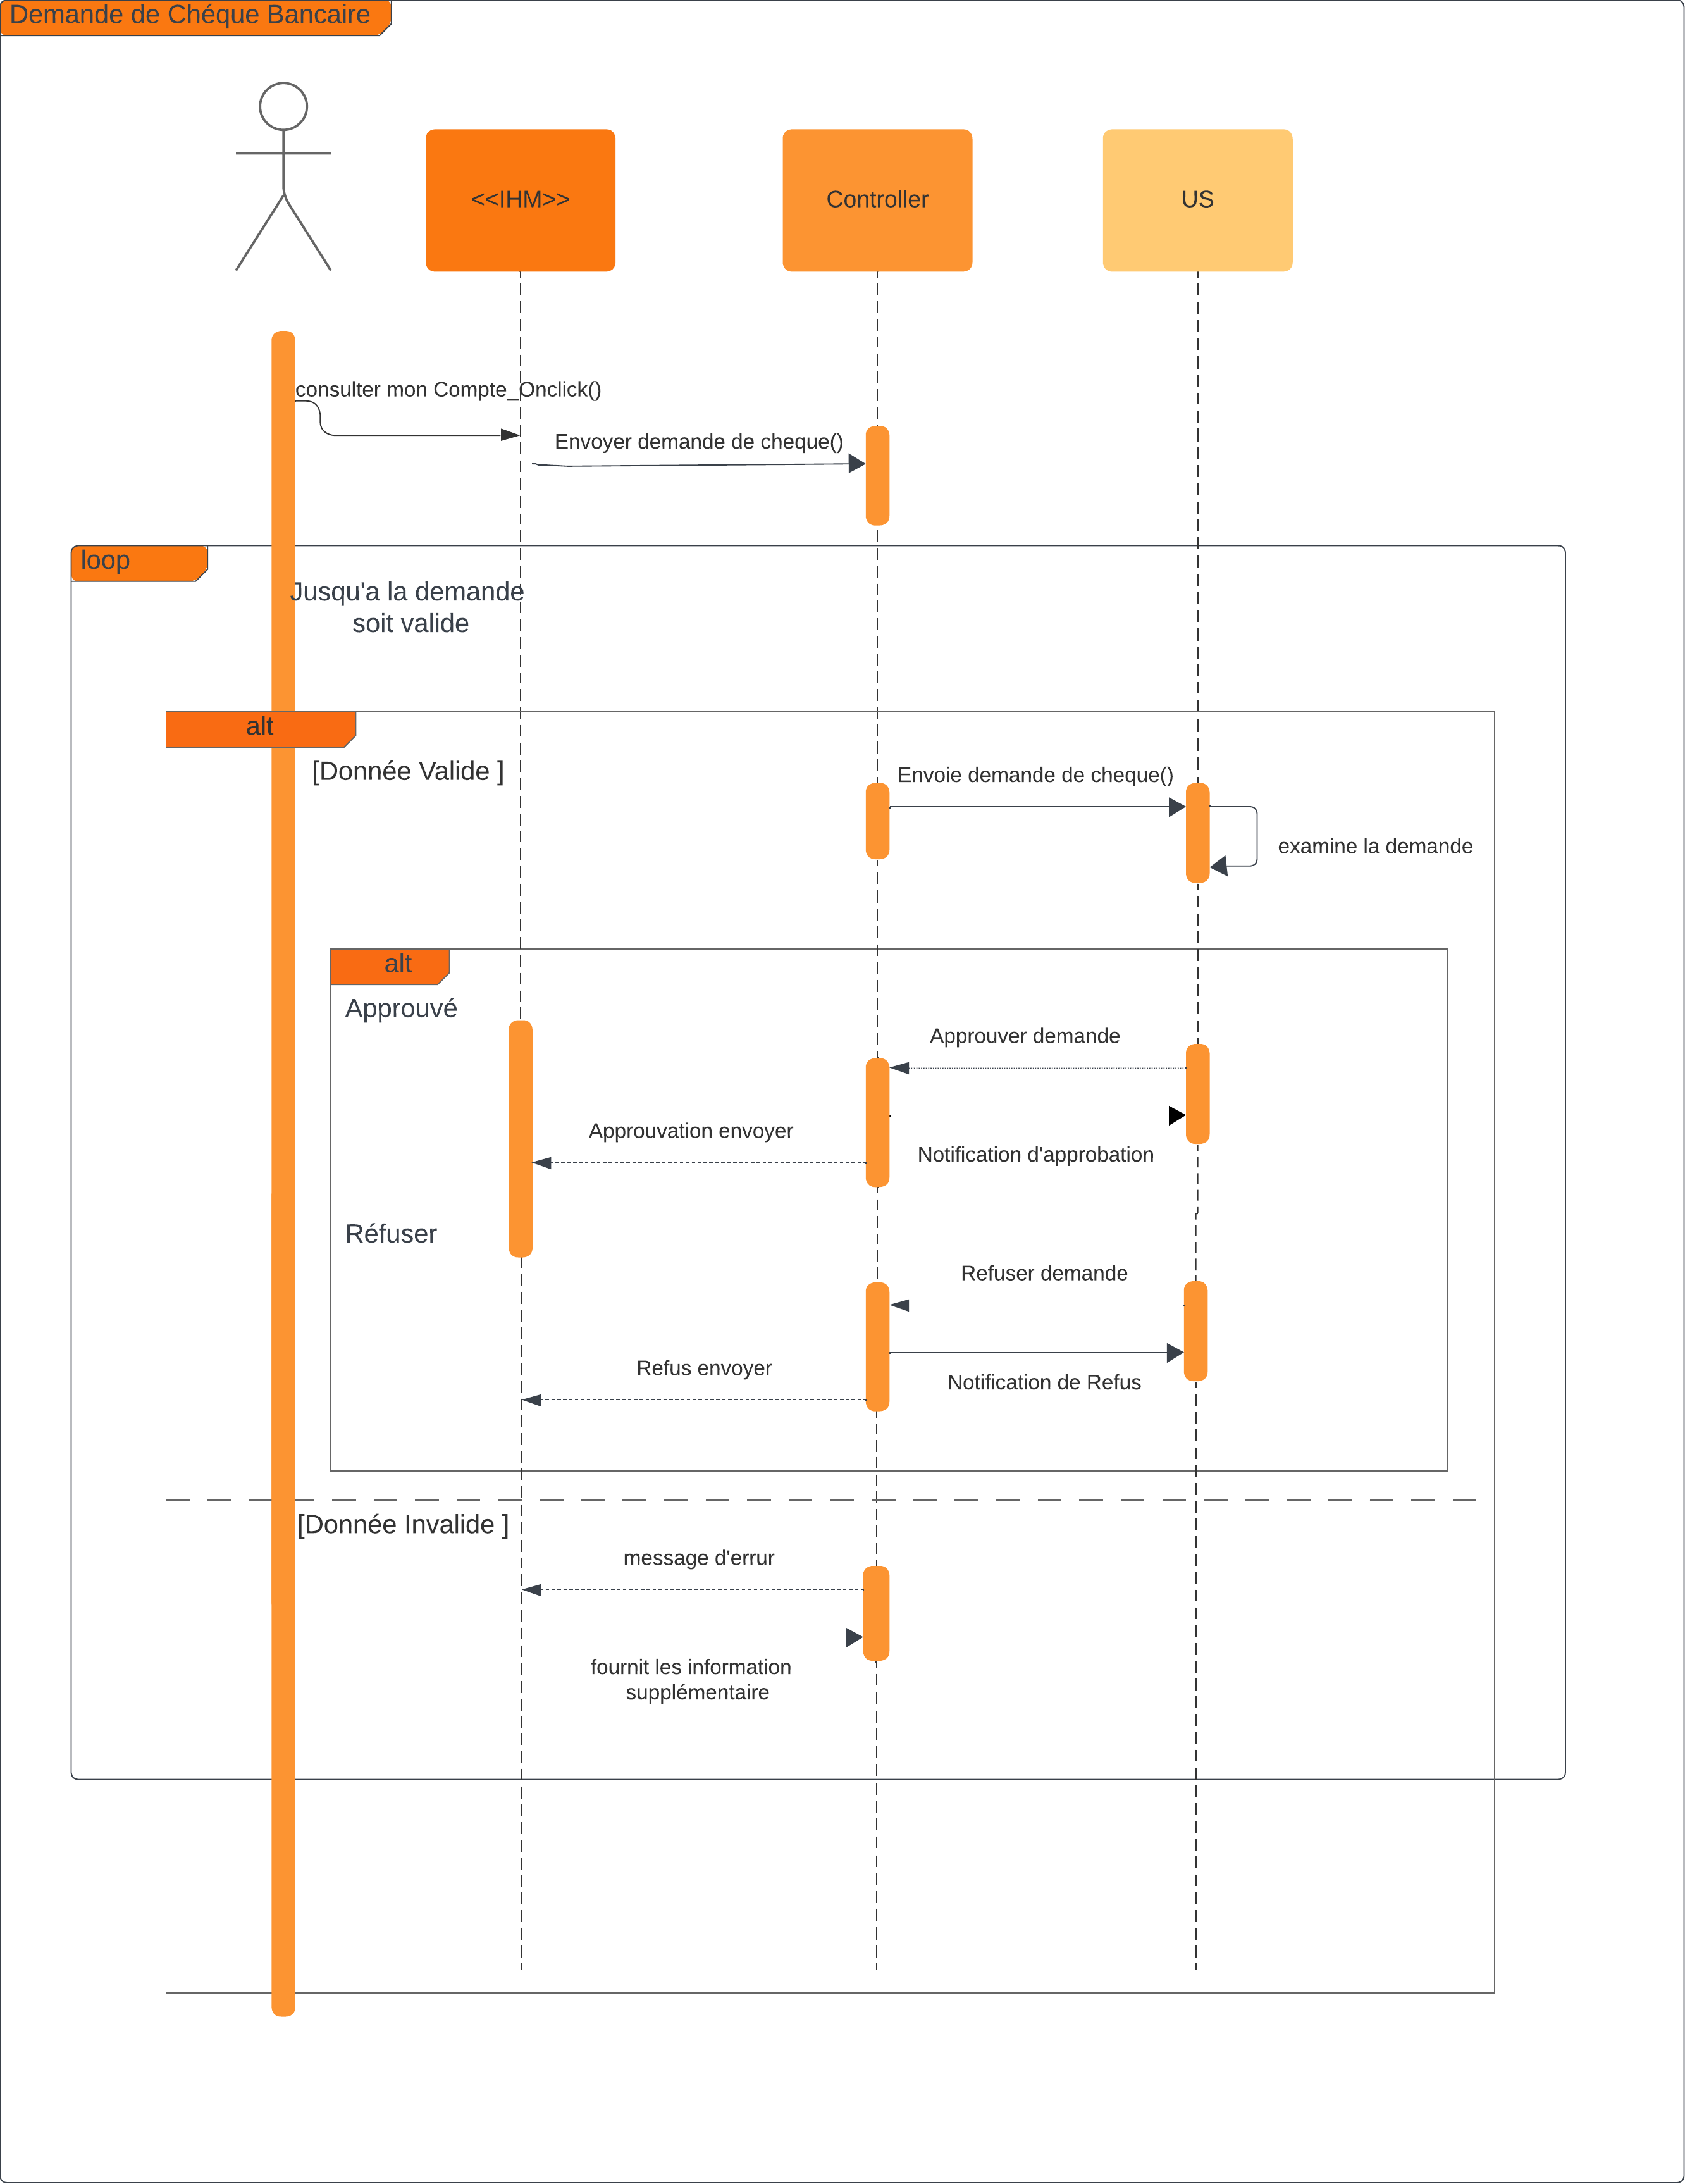 Demande de Chéque Bancaire
<<IHM>>
Controller
US
consulter mon Compte_Onclick()
Envoyer demande de cheque()
loop
Jusqu'a la demande
soit valide
alt
[Donnée Valide ]
Envoie demande de cheque()
examine la demande
alt
Approuvé
Approuver demande
Approuvation envoyer
Notification d'approbation
Réfuser
Refuser demande
Refus envoyer
Notification de Refus
[Donnée Invalide ]
message d'errur
fournit les information
supplémentaire